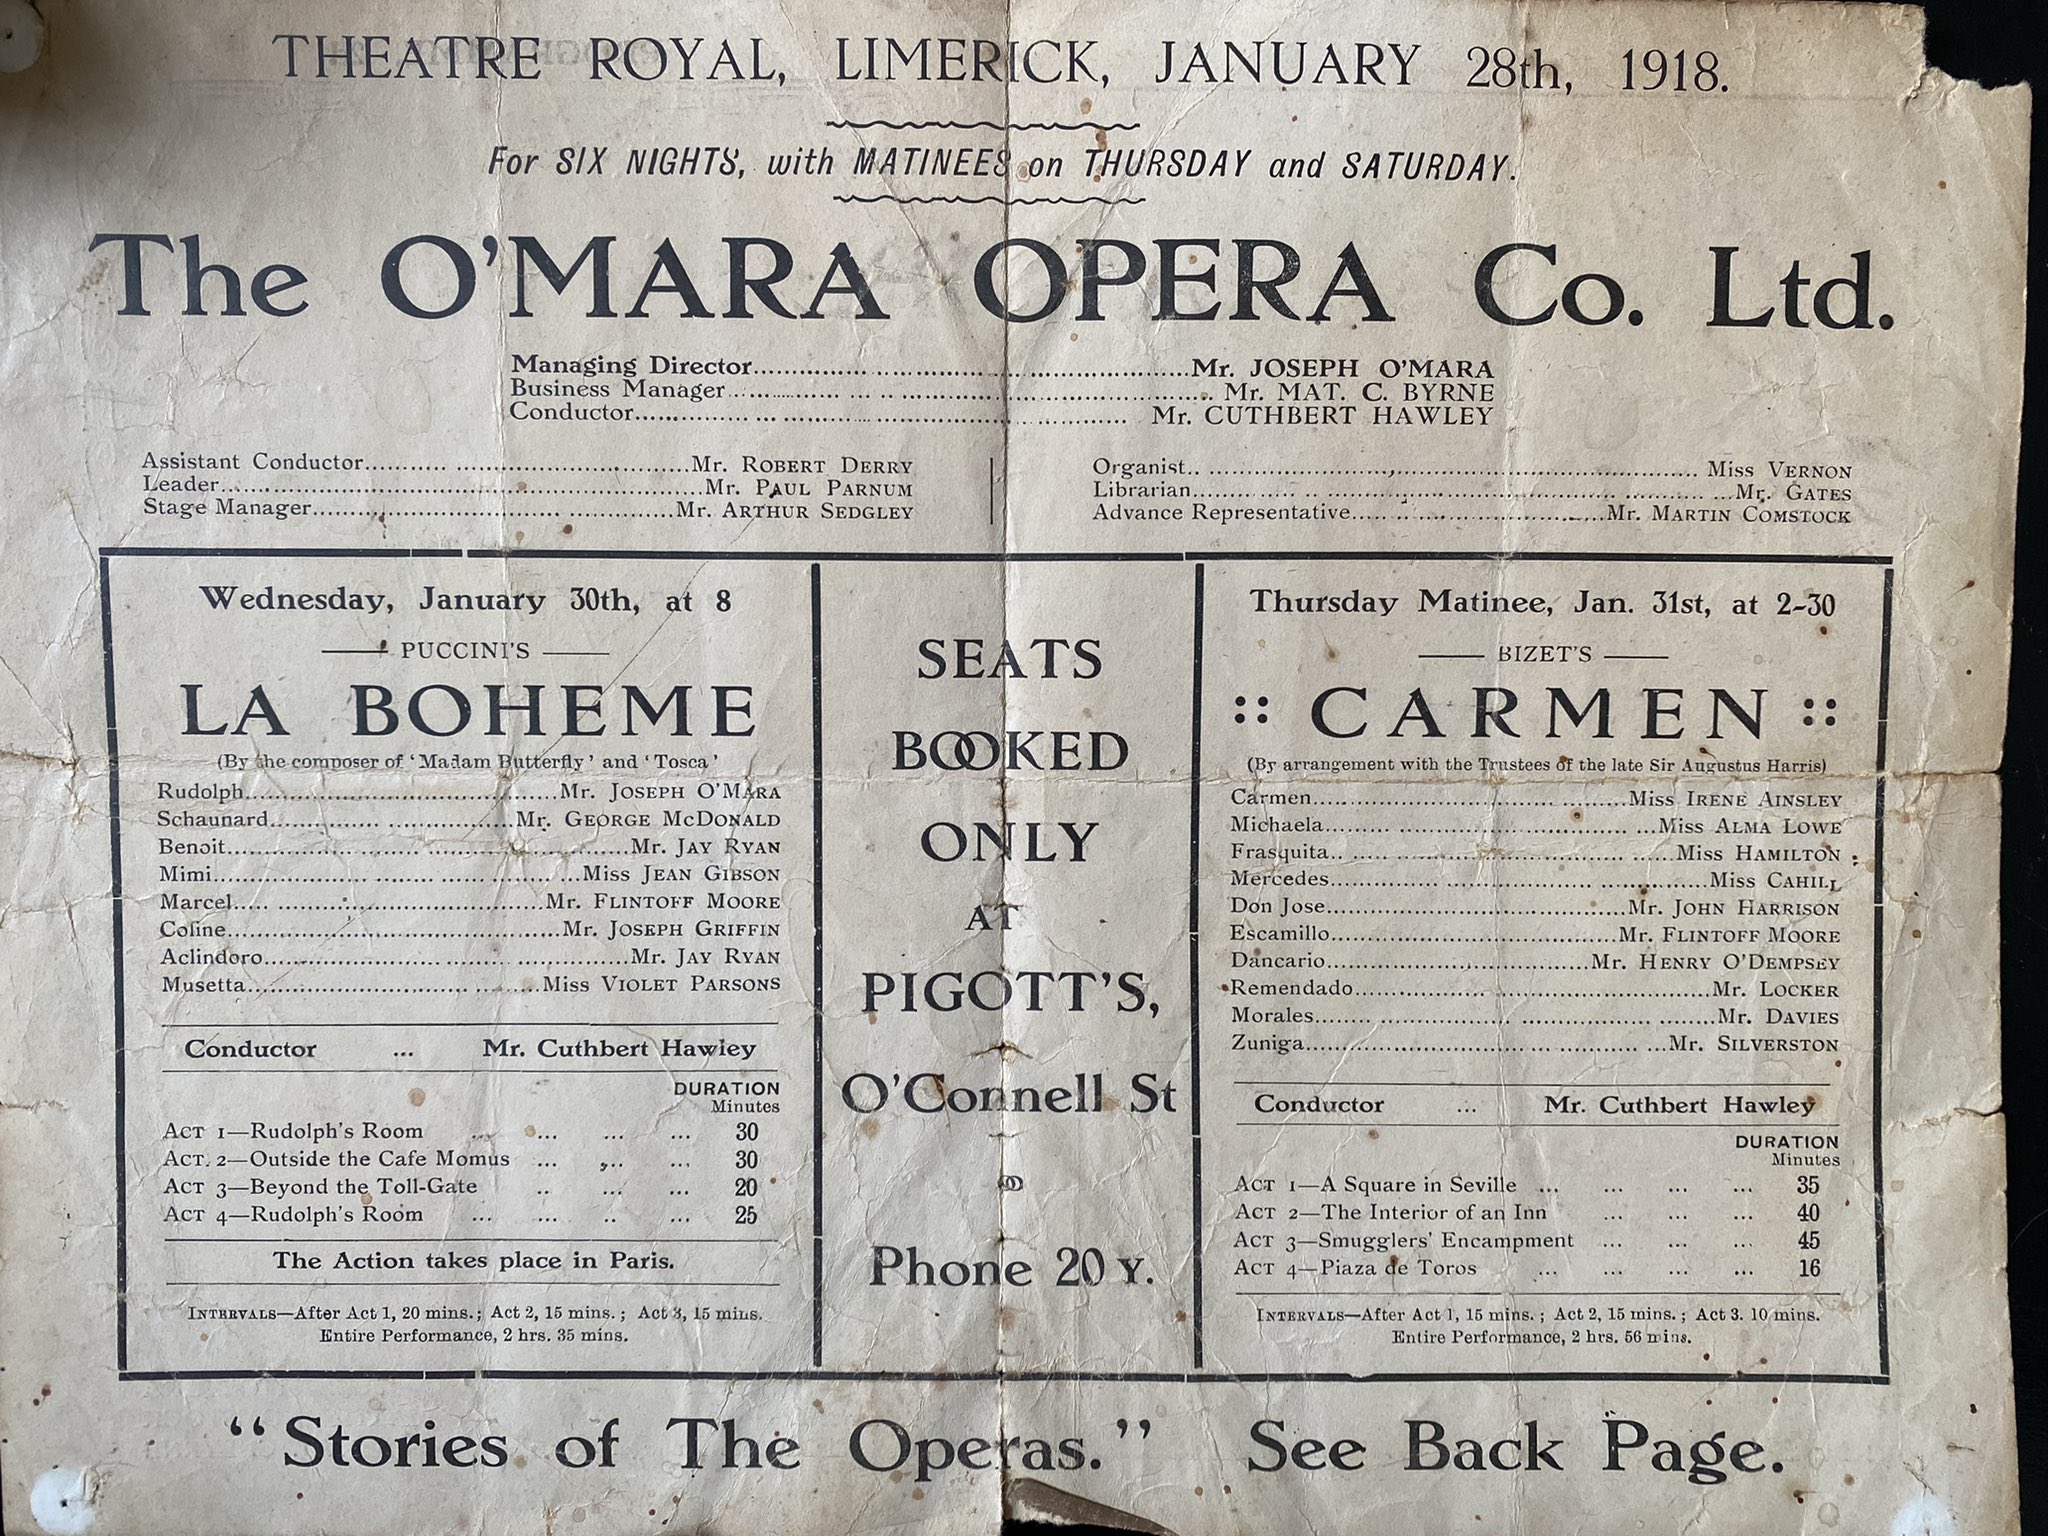 THEATRE ROYAL, LIMERICK, JANUARY 28th, 1918.
For SIX NIGHTS, with MATINEES on THURSDAY and SATURDAY.
The O'MARA OPERA Co. Ltd.
Managing Director.......................................Mr. JOSEPH O'MARA
Business Manager.......................................Mr. MAT. C. BYRNE
Conductor.......................................Mr. CUTHBERT HAWLEY
Assistant Conductor..............................Mr. ROBERT DERRY
Leader..............................Mr. PAUL PARNUM
Stage Manager..............................Mr. ARTHUR SEDGLEY
Organist..............................Miss VERNON
Librarian..............................Mr. GATES
Advance Representative..............................Mr. MARTIN COMSTOCK
Wednesday, January 30th, at 8
PUCCINI'S
LA BOHEME
(By the composer of 'Madam Butterfly' and 'Tosca')
Rudolph..............................Mr. JOSEPH O'MARA
Schaunard..............................Mr. GEORGE McDONALD
Benoit..............................Mr. JAY RYAN
Mimi..............................Miss JEAN GIBSON
Marcel..............................Mr. FLINTOFF MOORE
Coline..............................Mr. JOSEPH GRIFFIN
Aclindoro..............................Mr. JAY RYAN
Musetta..............................Miss VIOLET PARSONS
Conductor ... Mr. Cuthbert Hawley
DURATION
Minutes
ACT 1—Rudolph's Room ... ... ... ... 30
ACT. 2—Outside the Cafe Momus ... ... ... 30
ACT 3—Beyond the Toll-Gate .. ... ... 20
ACT 4—Rudolph's Room ... ... .. ... 25
The Action takes place in Paris.
INTERVALS—After Act 1, 20 mins.; Act 2, 15 mins.; Act 3, 15 mins.
Entire Performance, 2 hrs. 35 mins.
SEATS
BOOKED
ONLY
AT
PIGOTT'S,
O'Connell St
Phone 20 Y.
Thursday Matinee, Jan. 31st, at 2-30
BIZET'S
:: CARMEN ::
(By arrangement with the Trustees of the late Sir Augustus Harris)
Carmen..............................Miss IRENE AINSLEY
Michaela..............................Miss ALMA LOWE
Frasquita..............................Miss HAMILTON
Mercedes..............................Miss CAHILL
Don Jose..............................Mr. JOHN HARRISON
Escamillo..............................Mr. FLINTOFF MOORE
Dancario..............................Mr. HENRY O'DEMPSEY
Remendado..............................Mr. LOCKER
Morales..............................Mr. DAVIES
Zuniga..............................Mr. SILVERSTON
Conductor ... Mr. Cuthbert Hawley
DURATION
Minutes
ACT 1—A Square in Seville ... ... ... ... 35
ACT 2—The Interior of an Inn ... ... ... 40
ACT 3—Smugglers' Encampment ... ... ... 45
ACT 4—Piaza de Toros ... ... ... ... 16
INTERVALS—After Act 1, 15 mins.; Act 2, 15 mins.; Act 3. 10 mins.
Entire Performance, 2 hrs. 56 mins.
"Stories of The Operas." See Back Page.